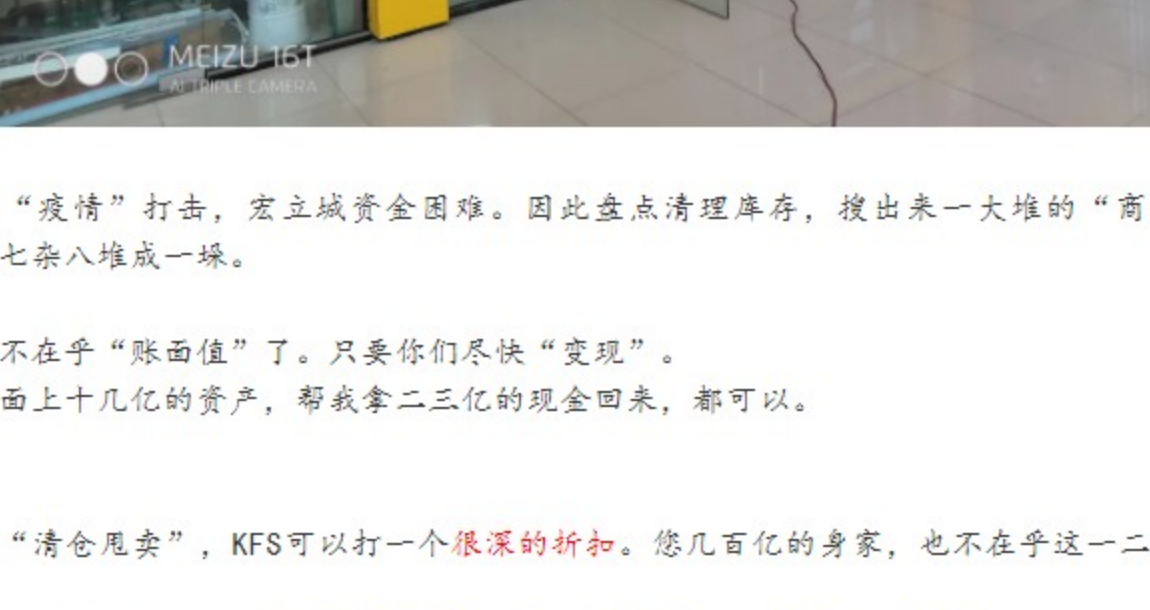 MEIZU 16T
AI TRIPLE CAMERA
“疫情”打击，宏立城资金困难。因此盘点清理库存，搜出来一大堆的“商
七杂八堆成一垛。
不在乎“账面值”了。只要你们尽快“变现”。
面上十几亿的资产，帮我拿二三亿的现金回来，都可以。
“清仓甩卖”，KFS可以打一个很深的折扣。您几百亿的身家，也不在乎这一二